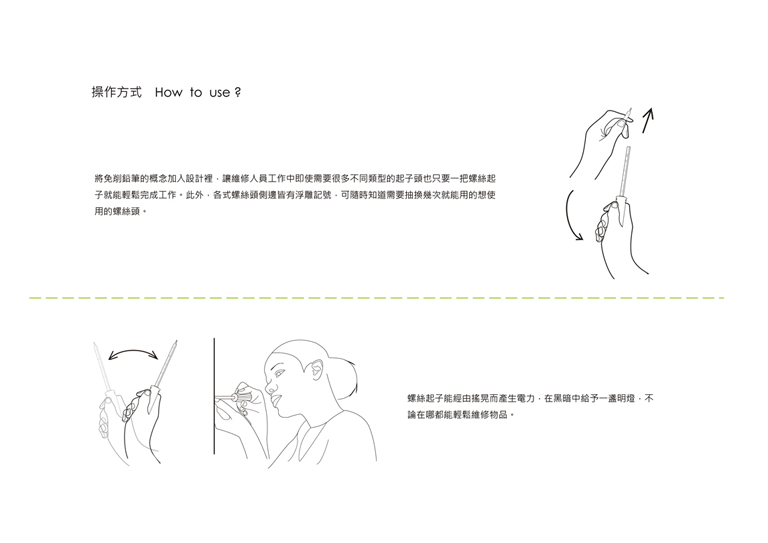 操作方式 How to use ?
將免削鉛筆的概念加入設計裡，讓維修人員工作中即使需要很多不同類型的起子頭也只要一把螺絲起
子就能輕鬆完成工作。此外，各式螺絲頭側邊皆有浮雕記號，可隨時知道需要抽換幾次就能用的想使
用的螺絲頭。
螺絲起子能經由搖晃而產生電力，在黑暗中給予一盞明燈，不
論在哪都能輕鬆維修物品。